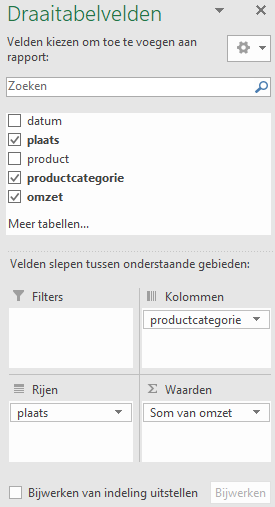 Draaitabelvelden
Velden kiezen om toe te voegen aan
rapport:
Zoeken
datum
plaats
product
productcategorie
omzet
Meer tabellen...
Velden slepen tussen onderstaande gebieden:
Filters
Kolommen
productcategorie
Rijen
Σ Waarden
plaats
Som van omzet
Bijwerken van indeling uitstellen
Bijwerken